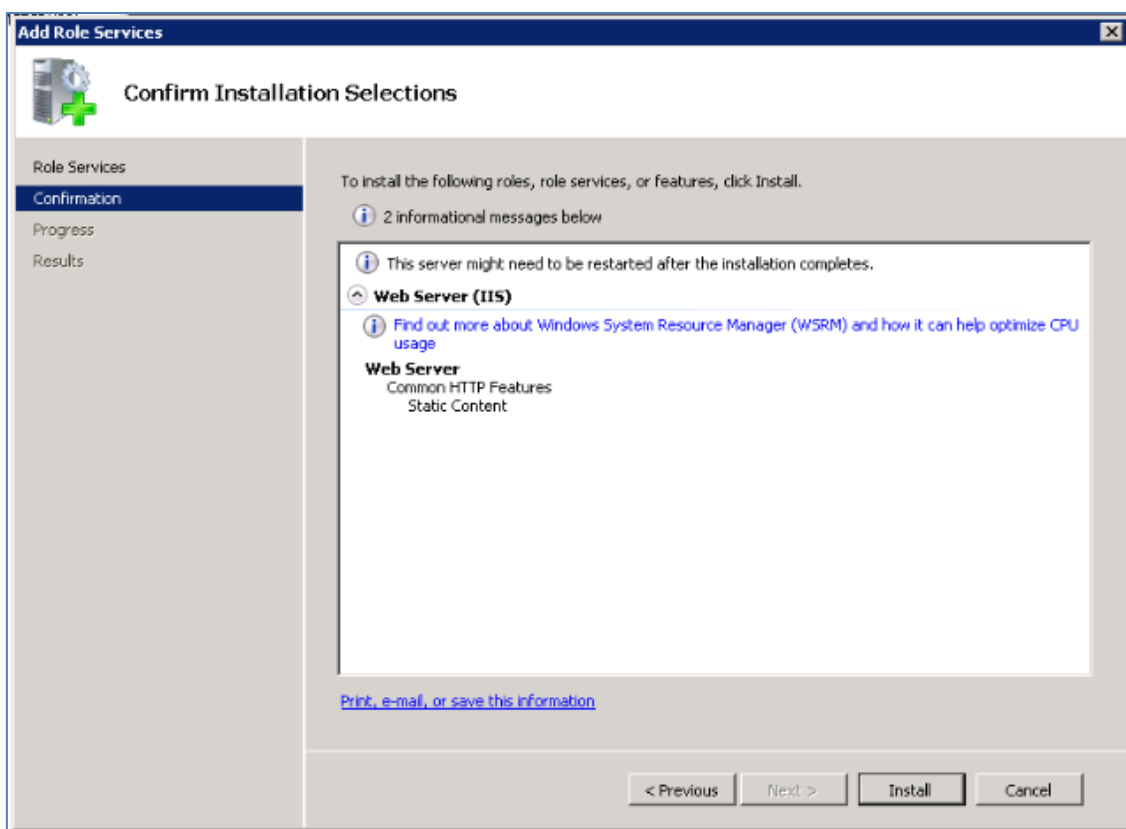 Add Role Services
Confirm Installation Selections
Role Services
Confirmation
Progress
Results
To install the following roles, role services, or features, click Install.
2 informational messages below
This server might need to be restarted after the installation completes.
Web Server (IIS)
Find out more about Windows System Resource Manager (WSRM) and how it can help optimize CPU
usage
Web Server
Common HTTP Features
Static Content
Print, e-mail, or save this information
< Previous
Next >
Install
Cancel